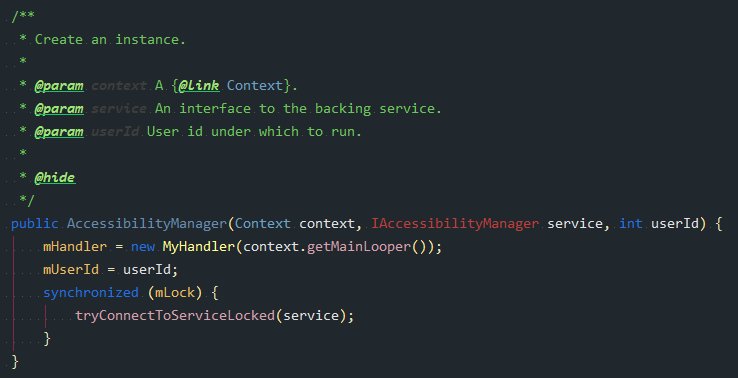 /**
 * Create an instance.
 *
 * @param context A {@link Context}.
 * @param service An interface to the backing service.
 * @param userId User id under which to run.
 *
 * @hide
 */
public AccessibilityManager(Context context, IAccessibilityManager service, int userId) {
    mHandler = new MyHandler(context.getMainLooper());
    mUserId = userId;
    synchronized (mLock) {
        tryConnectToServiceLocked(service);
    }
}